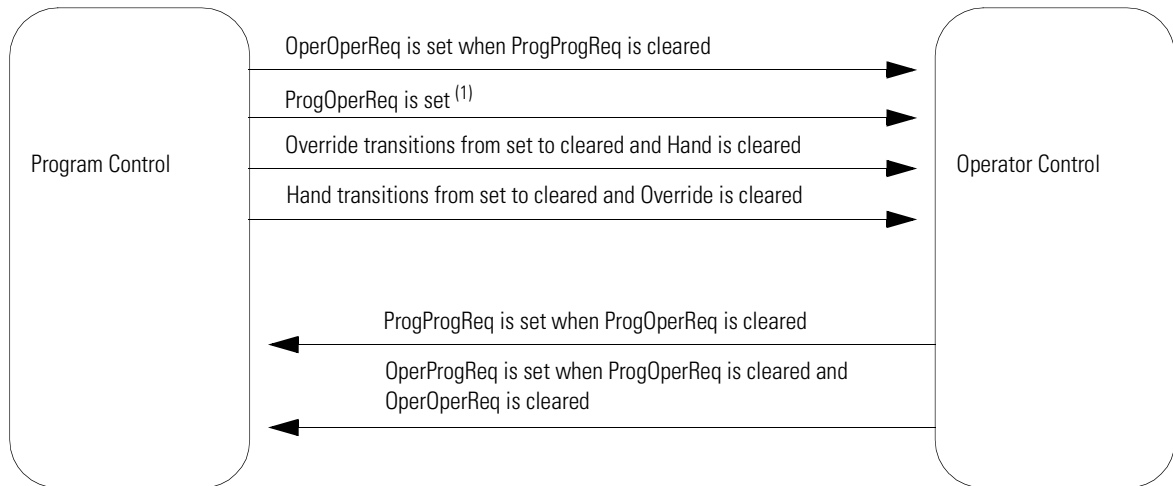 OperOperReq is set when ProgProgReq is cleared
ProgOperReq is set (1)
Program Control
Override transitions from set to cleared and Hand is cleared
Operator Control
Hand transitions from set to cleared and Override is cleared
ProgProgReq is set when ProgOperReq is cleared
OperProgReq is set when ProgOperReq is cleared and
OperOperReq is cleared